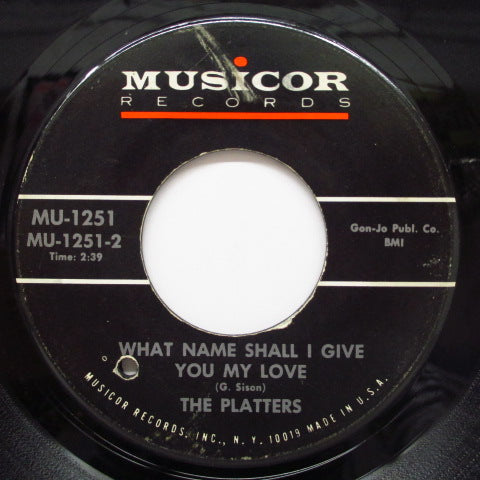 MUSICOR
RECORDS
MU-1251
MU-1251-2
Time: 2:39
Gon-Jo Publ. Co.
BMI
WHAT NAME SHALL I GIVE
YOU MY LOVE
(G. Sison)
THE PLATTERS
MUSICOR RECORDS, INC., N. Y. 10019 MADE IN U.S.A.